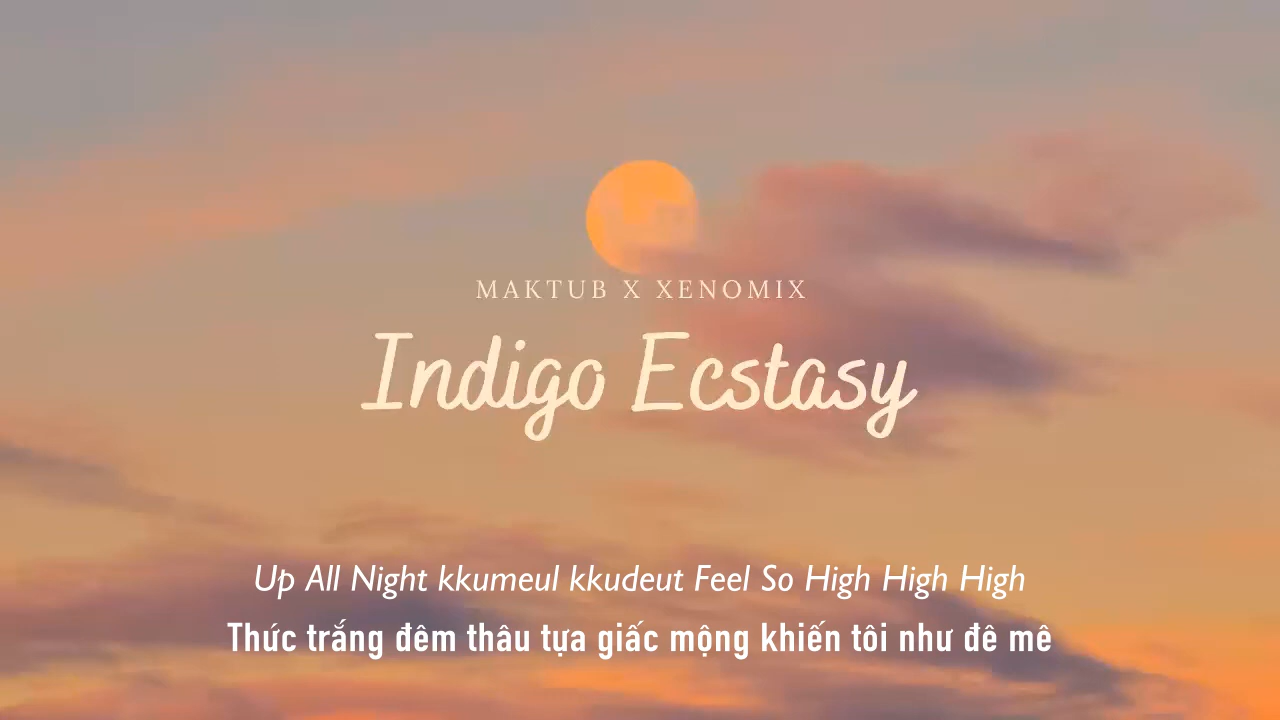 MAKTUB X XENOMIX
Indigo Ecstasy
Up All Night kkumeul kkudeut Feel So High High High
Thức trắng đêm thâu tựa giấc mộng khiến tôi như đê mê